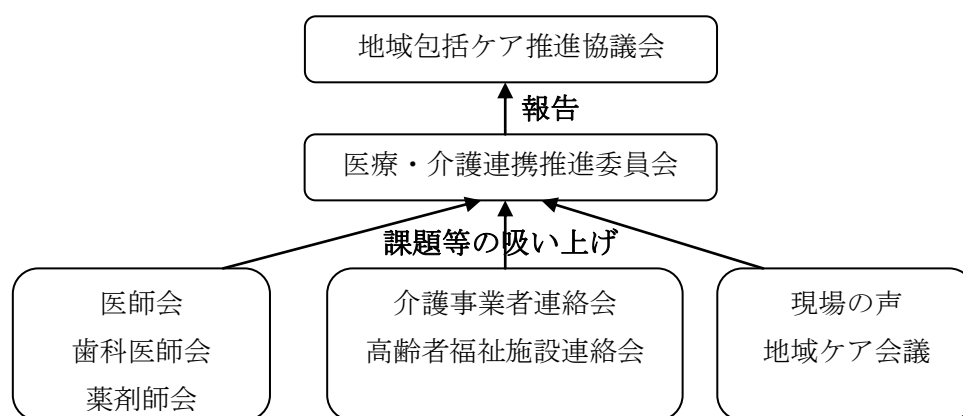 地域包括ケア推進協議会
報告
医療・介護連携推進委員会
課題等の吸い上げ
医師会
歯科医師会
薬剤師会
介護事業者連絡会
高齢者福祉施設連絡会
現場の声
地域ケア会議